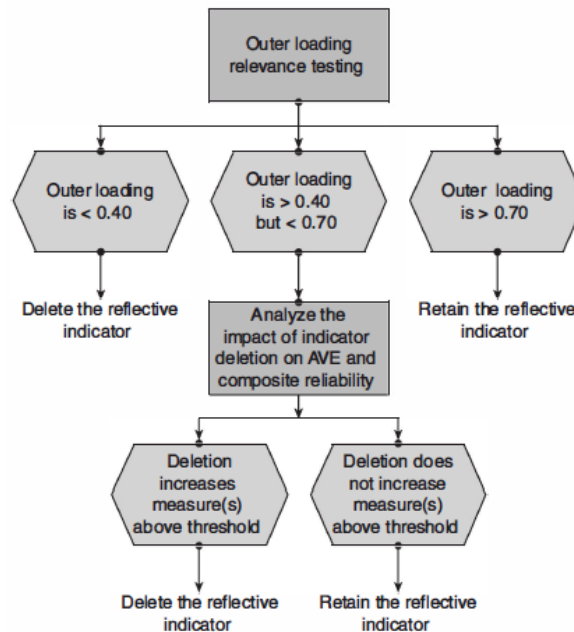 Outer loading
relevance testing
Outer loading
is < 0.40
Outer loading
is > 0.40
but < 0.70
Outer loading
is > 0.70
Delete the reflective
indicator
Analyze the
impact of indicator
deletion on AVE and
composite reliability
Retain the reflective
indicator
Deletion
increases
measure(s)
above threshold
Deletion does
not increase
measure(s)
above threshold
Delete the reflective
indicator
Retain the reflective
indicator